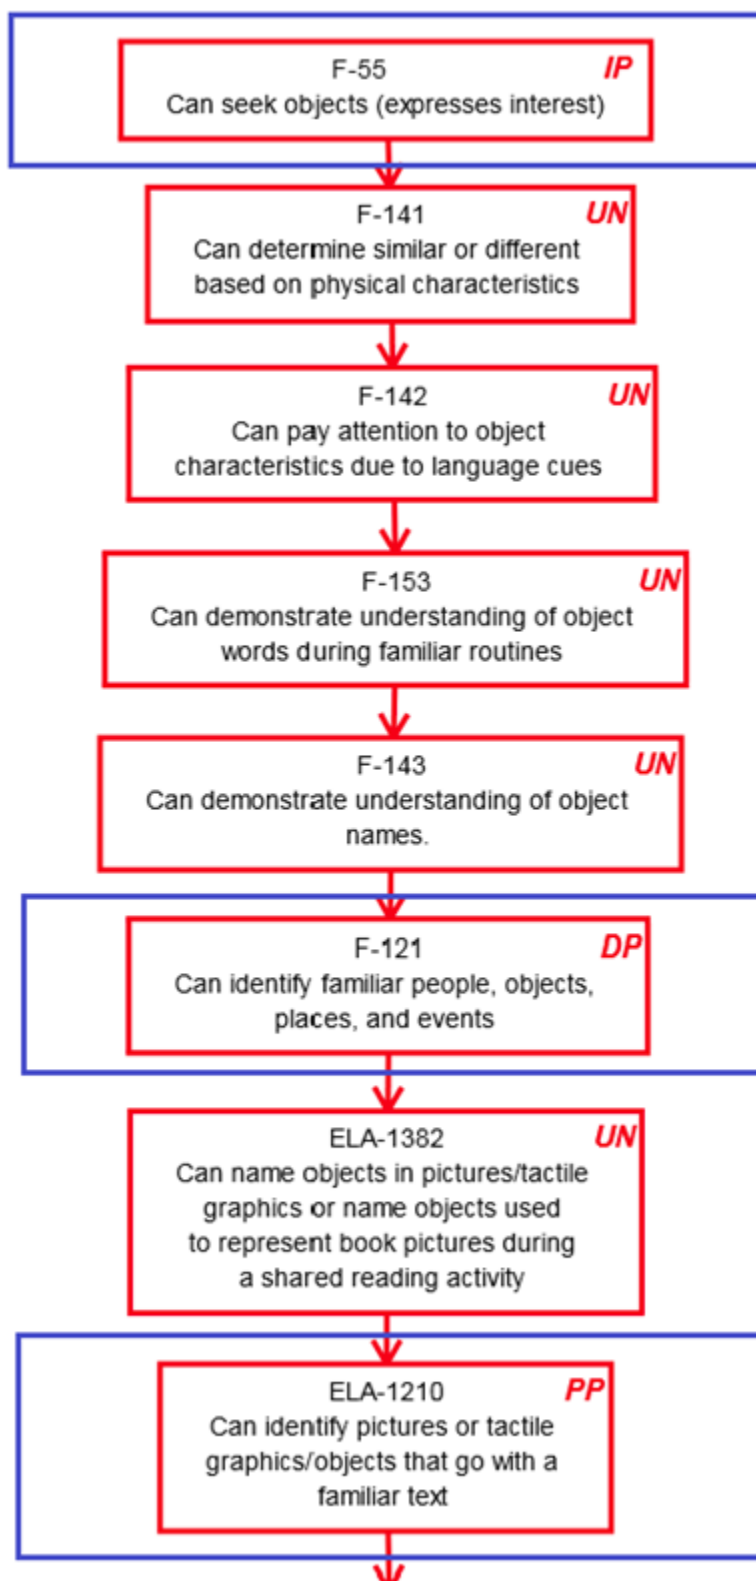 F-55 IP
Can seek objects (expresses interest)
F-141 UN
Can determine similar or different
based on physical characteristics
F-142 UN
Can pay attention to object
characteristics due to language cues
F-153 UN
Can demonstrate understanding of object
words during familiar routines
F-143 UN
Can demonstrate understanding of object
names.
F-121 DP
Can identify familiar people, objects,
places, and events
ELA-1382 UN
Can name objects in pictures/tactile
graphics or name objects used
to represent book pictures during
a shared reading activity
ELA-1210 PP
Can identify pictures or tactile
graphics/objects that go with a
familiar text